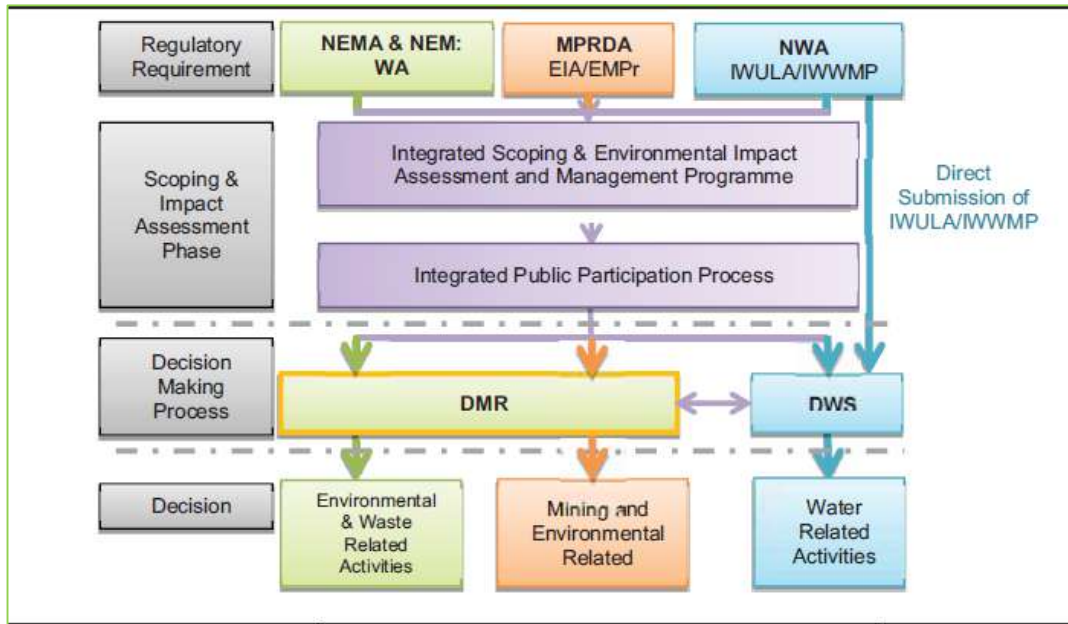 Regulatory
Requirement
NEMA & NEM:
WA
MPRDA
EIA/EMPr
NWA
IWULA/IWWMP
Scoping &
Impact
Assessment
Phase
Integrated Scoping & Environmental Impact
Assessment and Management Programme
Direct
Submission of
IWULA/IWWMP
Integrated Public Participation Process
Decision
Making
Process
DMR
DWS
Decision
Environmental
& Waste
Related
Activities
Mining and
Environmental
Related
Water
Related
Activities